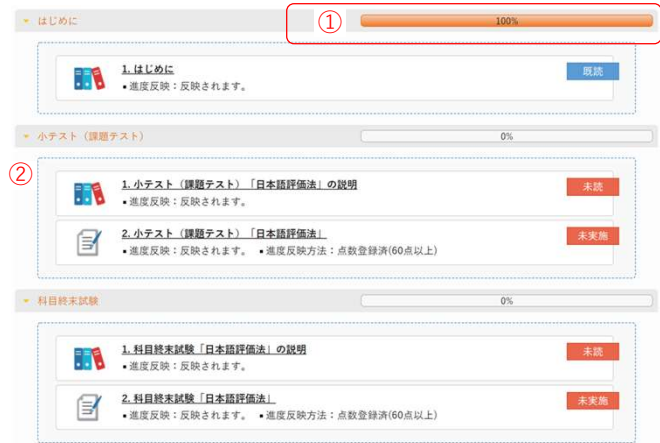 はじめに ① 100%
1. はじめに 既読
▪進度反映：反映されます。
小テスト（課題テスト） 0%
②
1. 小テスト（課題テスト）「日本語評価法」の説明 未読
▪進度反映：反映されます。
2. 小テスト（課題テスト）「日本語評価法」 未実施
▪進度反映：反映されます。 ▪進度反映方法：点数登録済(60点以上)
科目終末試験 0%
1. 科目終末試験「日本語評価法」の説明 未読
▪進度反映：反映されます。
2. 科目終末試験「日本語評価法」 未実施
▪進度反映：反映されます。 ▪進度反映方法：点数登録済(60点以上)